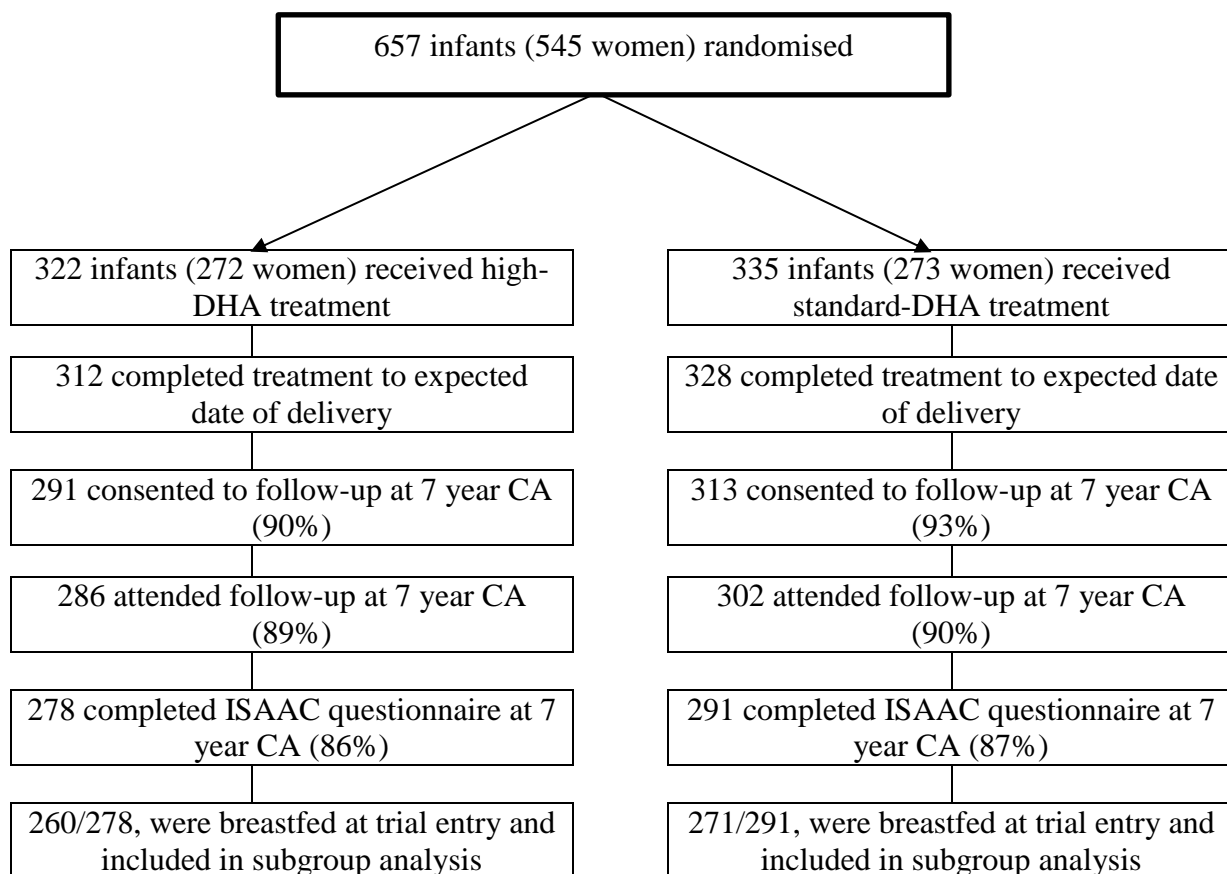 657 infants (545 women) randomised
322 infants (272 women) received high-
DHA treatment
335 infants (273 women) received
standard-DHA treatment
312 completed treatment to expected
date of delivery
328 completed treatment to expected date
of delivery
291 consented to follow-up at 7 year CA
(90%)
313 consented to follow-up at 7 year CA
(93%)
286 attended follow-up at 7 year CA
(89%)
302 attended follow-up at 7 year CA
(90%)
278 completed ISAAC questionnaire at 7
year CA (86%)
291 completed ISAAC questionnaire at 7
year CA (87%)
260/278, were breastfed at trial entry and
included in subgroup analysis
271/291, were breastfed at trial entry and
included in subgroup analysis